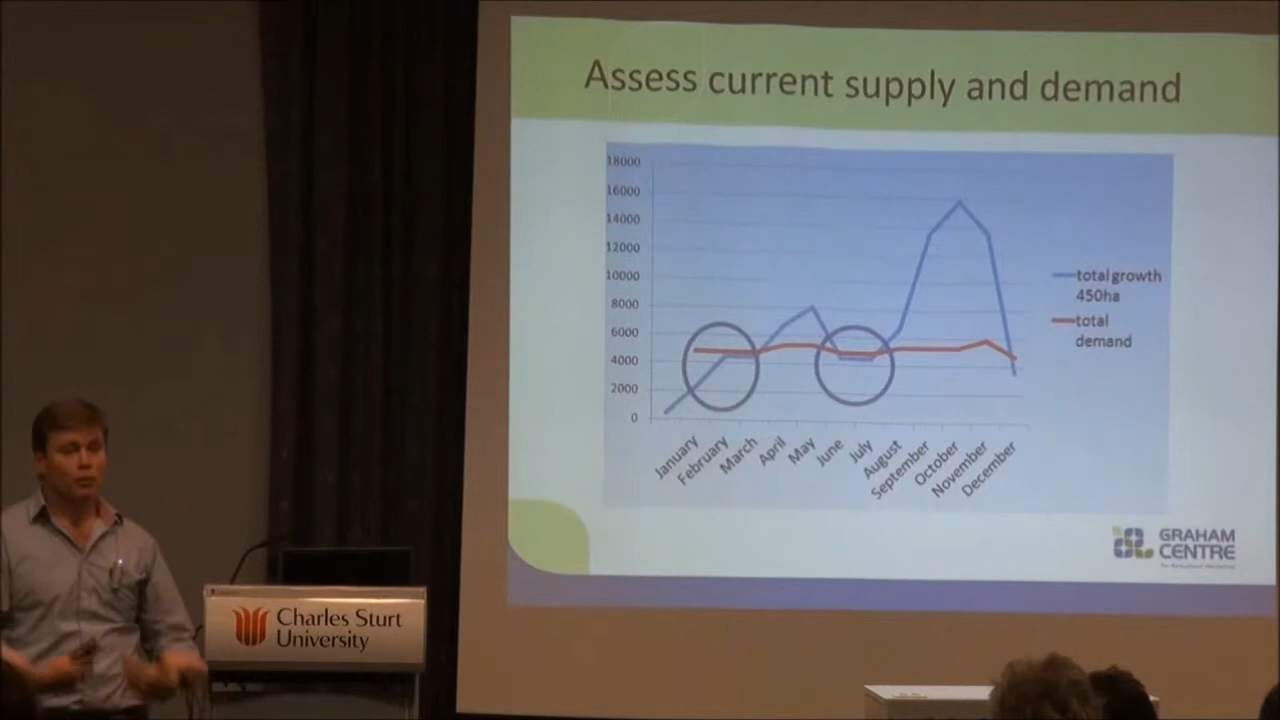 Assess current supply and demand
18000
16000
14000
12000
10000
8000
6000
4000
2000
0
January
February
March
April
May
June
July
August
September
October
November
December
total growth
450ha
total
demand
GRAHAM
CENTRE
Charles Sturt
University